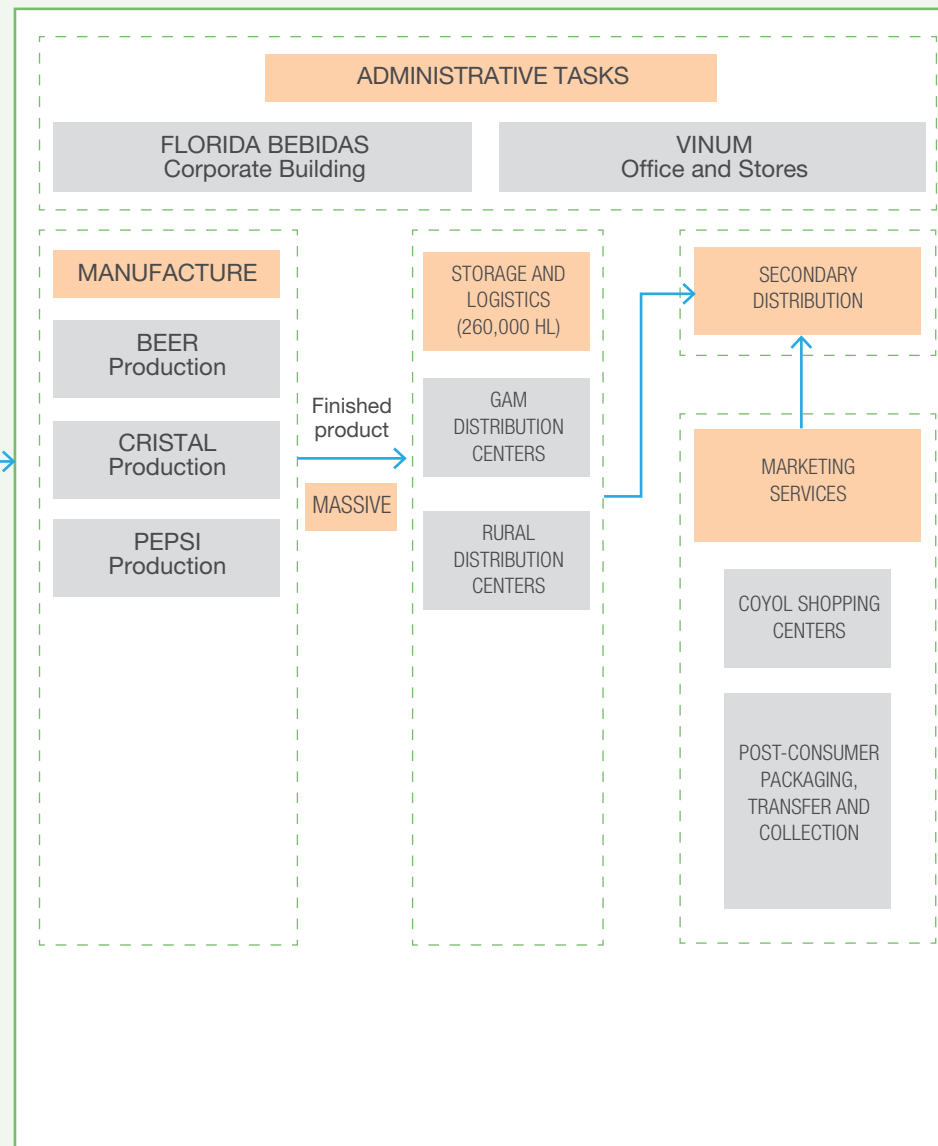 ADMINISTRATIVE TASKS
FLORIDA BEBIDAS
Corporate Building
VINUM
Office and Stores
MANUFACTURE
BEER
Production
CRISTAL
Production
PEPSI
Production
Finished
product
MASSIVE
STORAGE AND
LOGISTICS
(260,000 HL)
GAM
DISTRIBUTION
CENTERS
RURAL
DISTRIBUTION
CENTERS
SECONDARY
DISTRIBUTION
MARKETING
SERVICES
COYOL SHOPPING
CENTERS
POST-CONSUMER
PACKAGING,
TRANSFER AND
COLLECTION